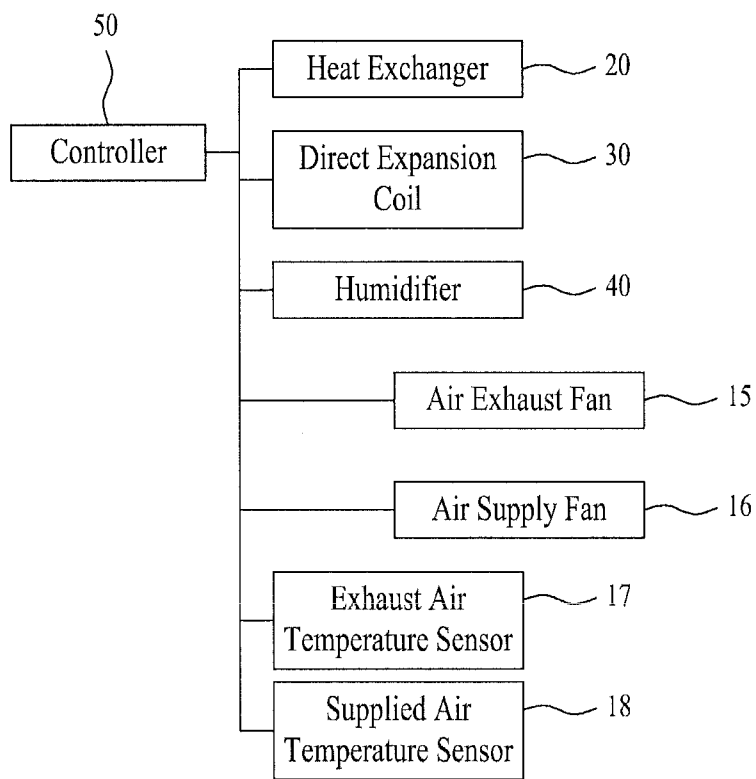 50
Heat Exchanger 20
Controller
Direct Expansion
Coil 30
Humidifier 40
Air Exhaust Fan 15
Air Supply Fan 16
Exhaust Air
Temperature Sensor 17
Supplied Air
Temperature Sensor 18